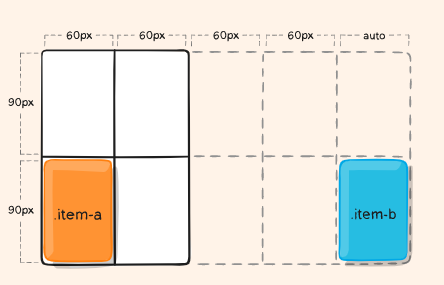 60px 60px 60px 60px auto
90px
90px
.item-a .item-b